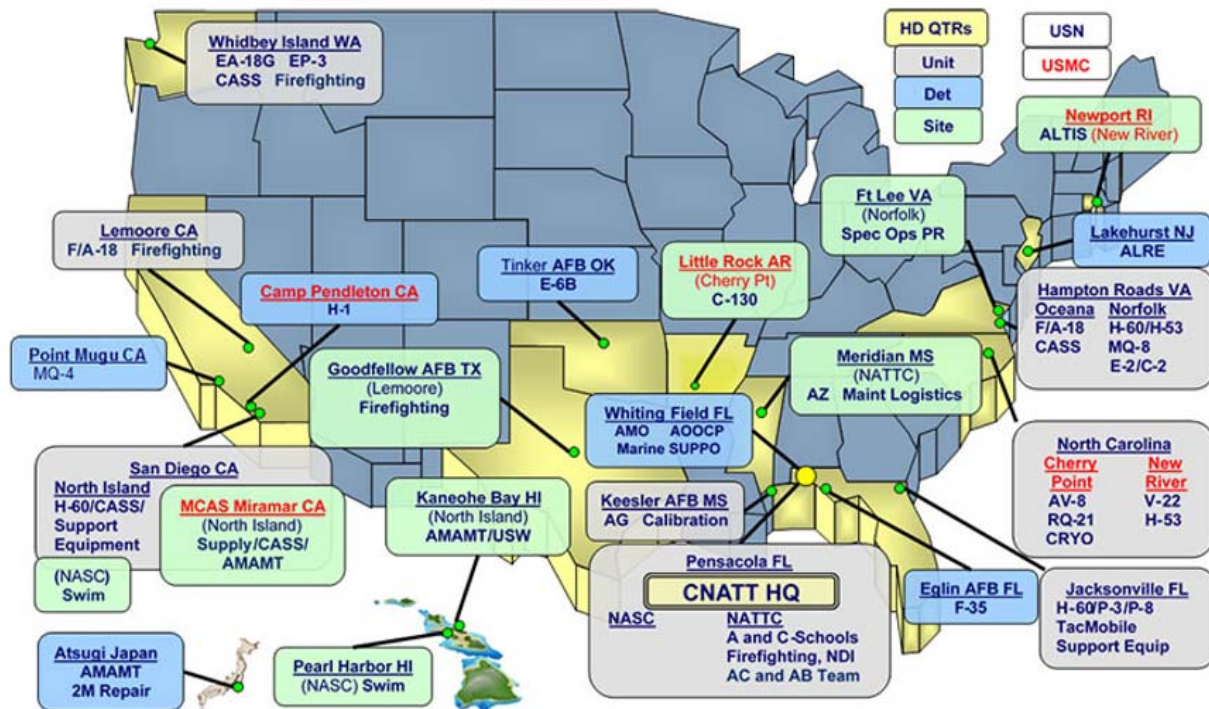 Whidbey Island WA
EA-18G EP-3
CASS Firefighting
HD QTRs
Unit
Det
Site
USN
USMC
Newport RI
ALTIS (New River)
Ft Lee VA
(Norfolk)
Spec Ops PR
Lakehurst NJ
ALRE
Lemoore CA
F/A-18 Firefighting
Tinker AFB OK
E-6B
Little Rock AR
(Cherry Pt)
C-130
Camp Pendleton CA
H-1
Hampton Roads VA
Oceana Norfolk
F/A-18 H-60/H-53
CASS MQ-8
E-2/C-2
Point Mugu CA
MQ-4
Goodfellow AFB TX
(Lemoore)
Firefighting
Meridian MS
(NATTC)
AZ Maint Logistics
Whiting Field FL
AMO AOOCP
Marine SUPPO
North Carolina
Cherry New
Point River
AV-8 V-22
RQ-21 H-53
CRYO
San Diego CA
North Island
H-60/CASS/
Support
Equipment
MCAS Miramar CA
(North Island)
Supply/CASS/
AMAMT
(NASC)
Swim
Kaneohe Bay HI
(North Island)
AMAMT/USW
Keesler AFB MS
AG Calibration
Pensacola FL
CNATT HQ
NASC NATTC
A and C-Schools
Firefighting, NDI
AC and AB Team
Eglin AFB FL
F-35
Jacksonville FL
H-60/P-3/P-8
TacMobile
Support Equip
Atsugi Japan
AMAMT
2M Repair
Pearl Harbor HI
(NASC) Swim